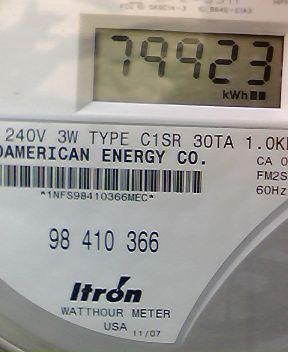 79923
kWh
240V 3W TYPE C1SR 30TA 1.0K
AMERICAN ENERGY CO.
CA 0
FM2S
60Hz
*1NFS98410366MEC*
98 410 366
Itrón
WATTHOUR METER
USA 11/07